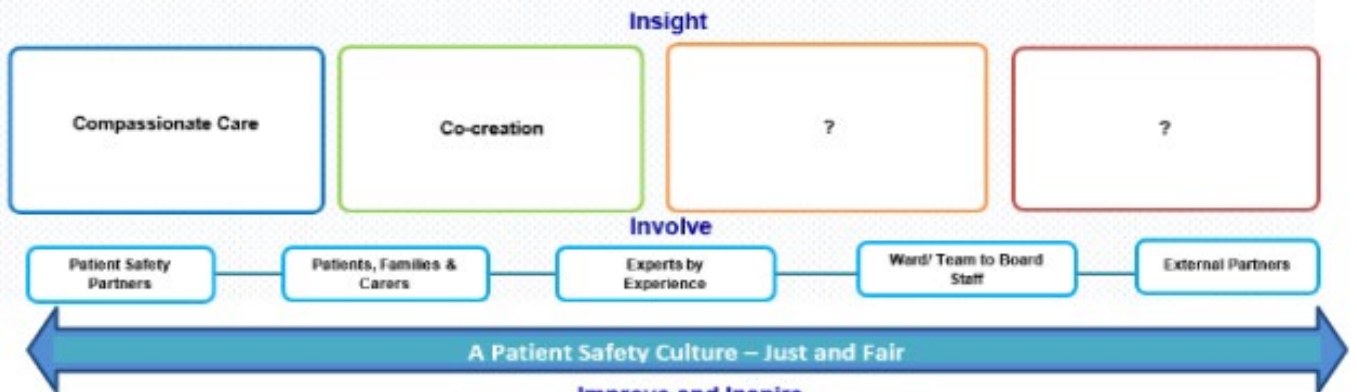 Insight
Compassionate Care
Co-creation
?
?
Involve
Patient Safety
Partners
Patients, Families &
Carers
Experts by
Experience
Ward/ Team to Board
Staff
External Partners
A Patient Safety Culture – Just and Fair
Improve and Inspire